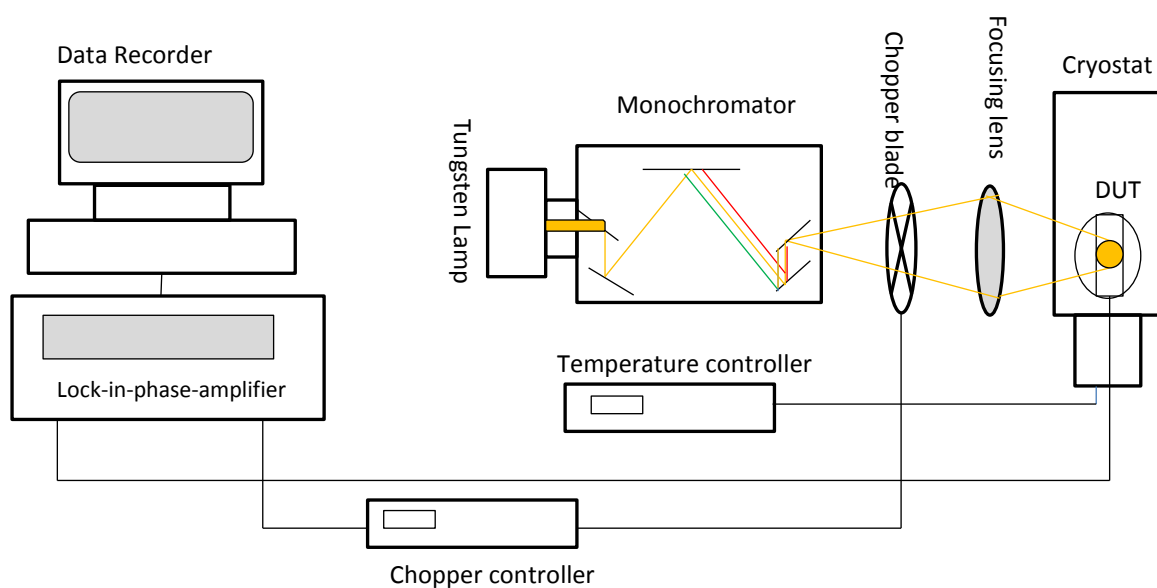 Data Recorder
Tungsten Lamp
Monochromator
Chopper blade
Focusing lens
Cryostat
DUT
Lock-in-phase-amplifier
Temperature controller
Chopper controller